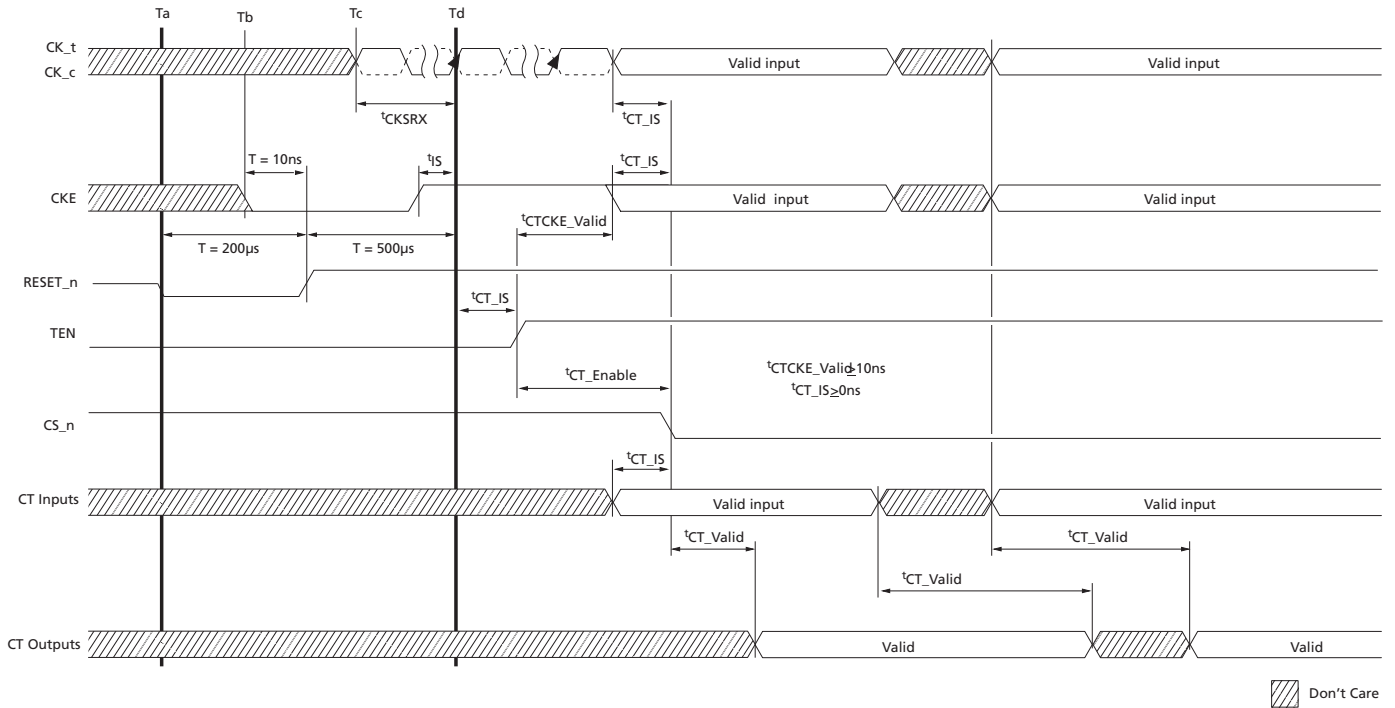 Ta
Tb
Tc
Td
CK_t
CK_c
Valid input
Valid input
tCKSRX
tCT_IS
T = 10ns
tIS
tCT_IS
CKE
Valid input
Valid input
tCTCKE_Valid
T = 200µs
T = 500µs
RESET_n
tCT_IS
TEN
tCT_Enable
tCTCKE_Valid≥10ns
tCT_IS≥0ns
CS_n
tCT_IS
CT Inputs
Valid input
Valid input
tCT_Valid
tCT_Valid
tCT_Valid
CT Outputs
Valid
Valid
Don't Care